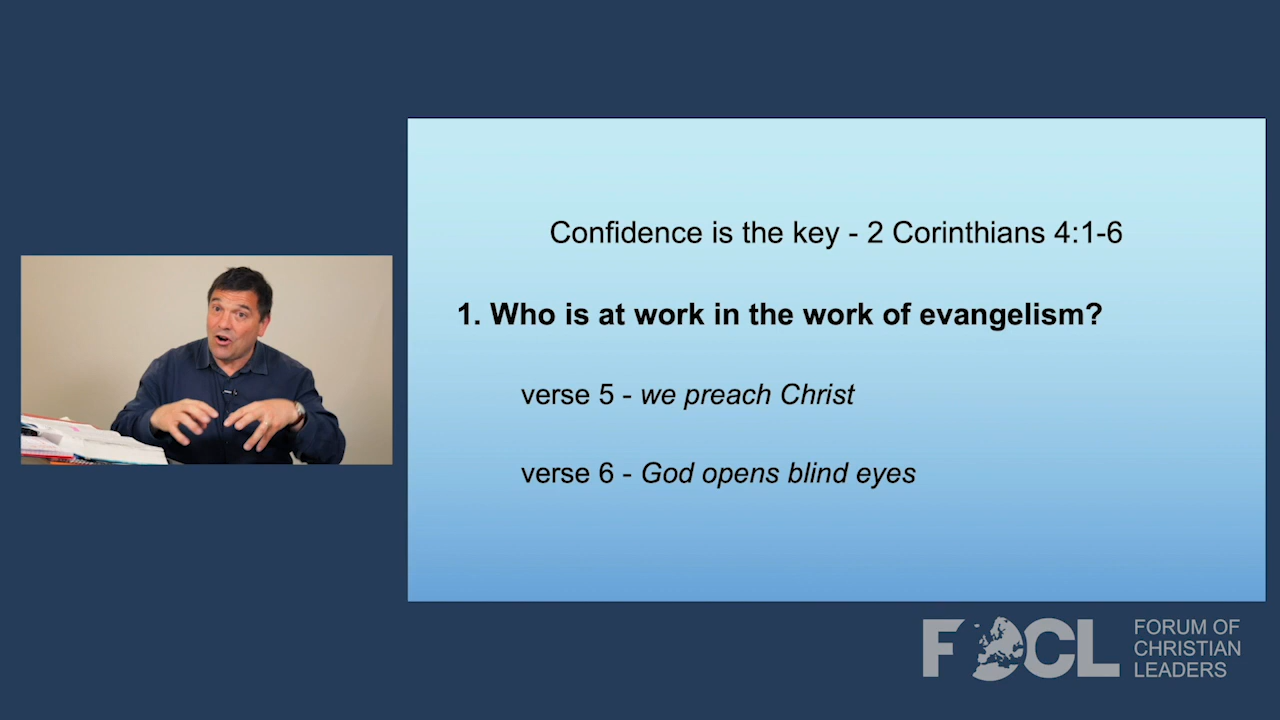 Confidence is the key - 2 Corinthians 4:1-6
1. Who is at work in the work of evangelism?
verse 5 - we preach Christ
verse 6 - God opens blind eyes
FOCL
FORUM OF
CHRISTIAN
LEADERS